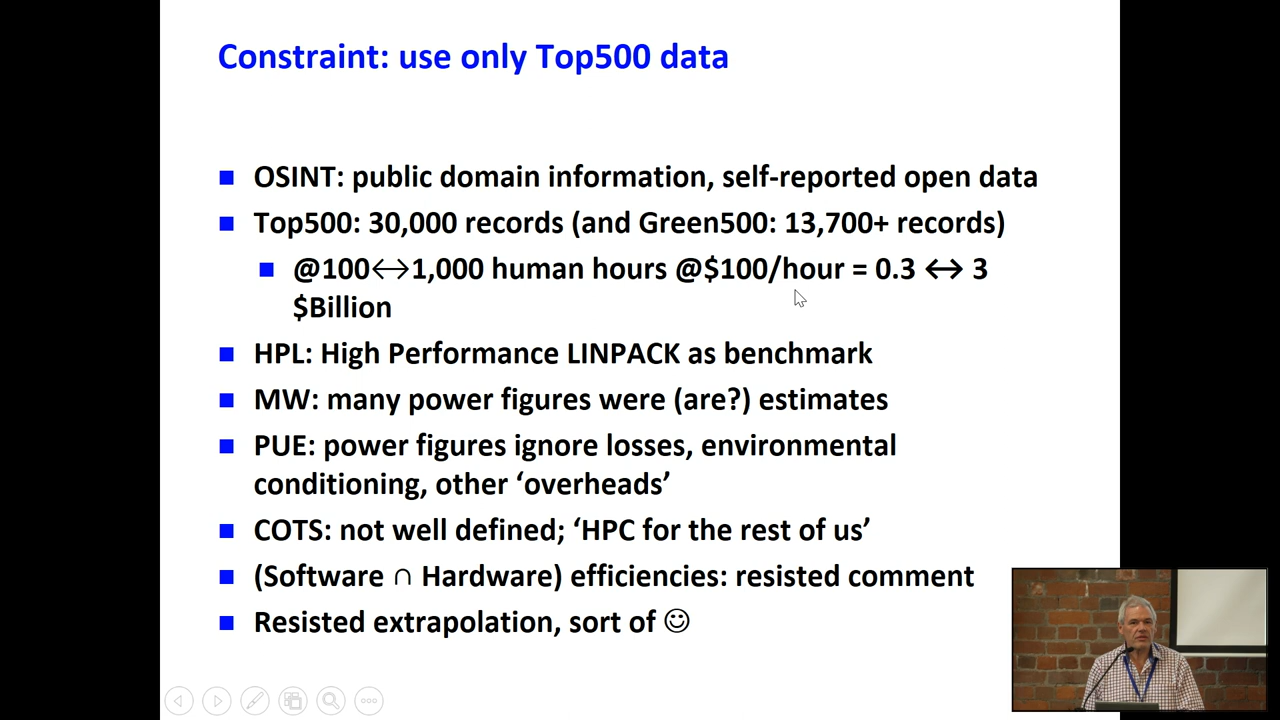 Constraint: use only Top500 data
OSINT: public domain information, self-reported open data
Top500: 30,000 records (and Green500: 13,700+ records)
@100↔1,000 human hours @$100/hour = 0.3 ↔ 3
$Billion
HPL: High Performance LINPACK as benchmark
MW: many power figures were (are?) estimates
PUE: power figures ignore losses, environmental
conditioning, other ‘overheads’
COTS: not well defined; ‘HPC for the rest of us’
(Software ∩ Hardware) efficiencies: resisted comment
Resisted extrapolation, sort of ☺